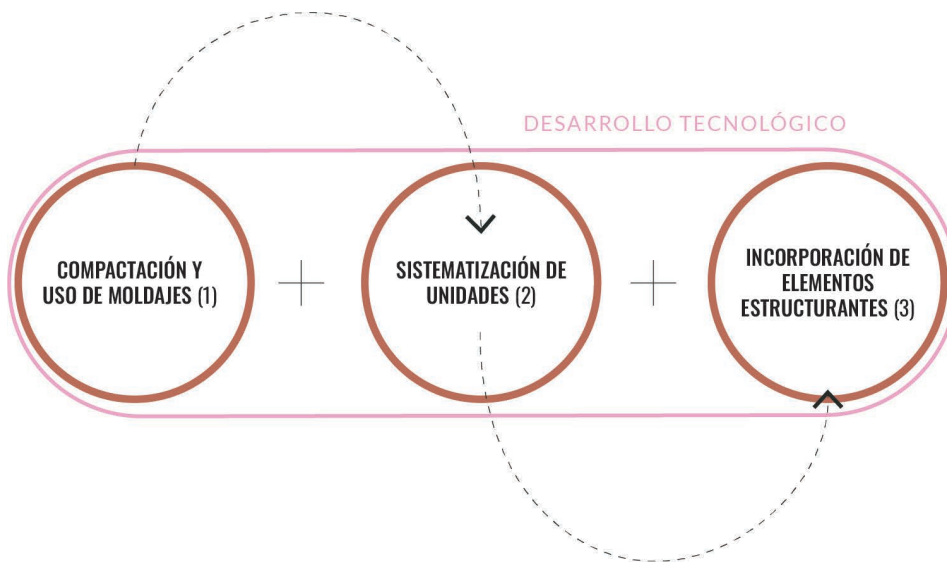 DESARROLLO TECNOLÓGICO
COMPACTACIÓN Y
USO DE MOLDAJES (1)
SISTEMATIZACIÓN DE
UNIDADES (2)
INCORPORACIÓN DE
ELEMENTOS
ESTRUCTURANTES (3)